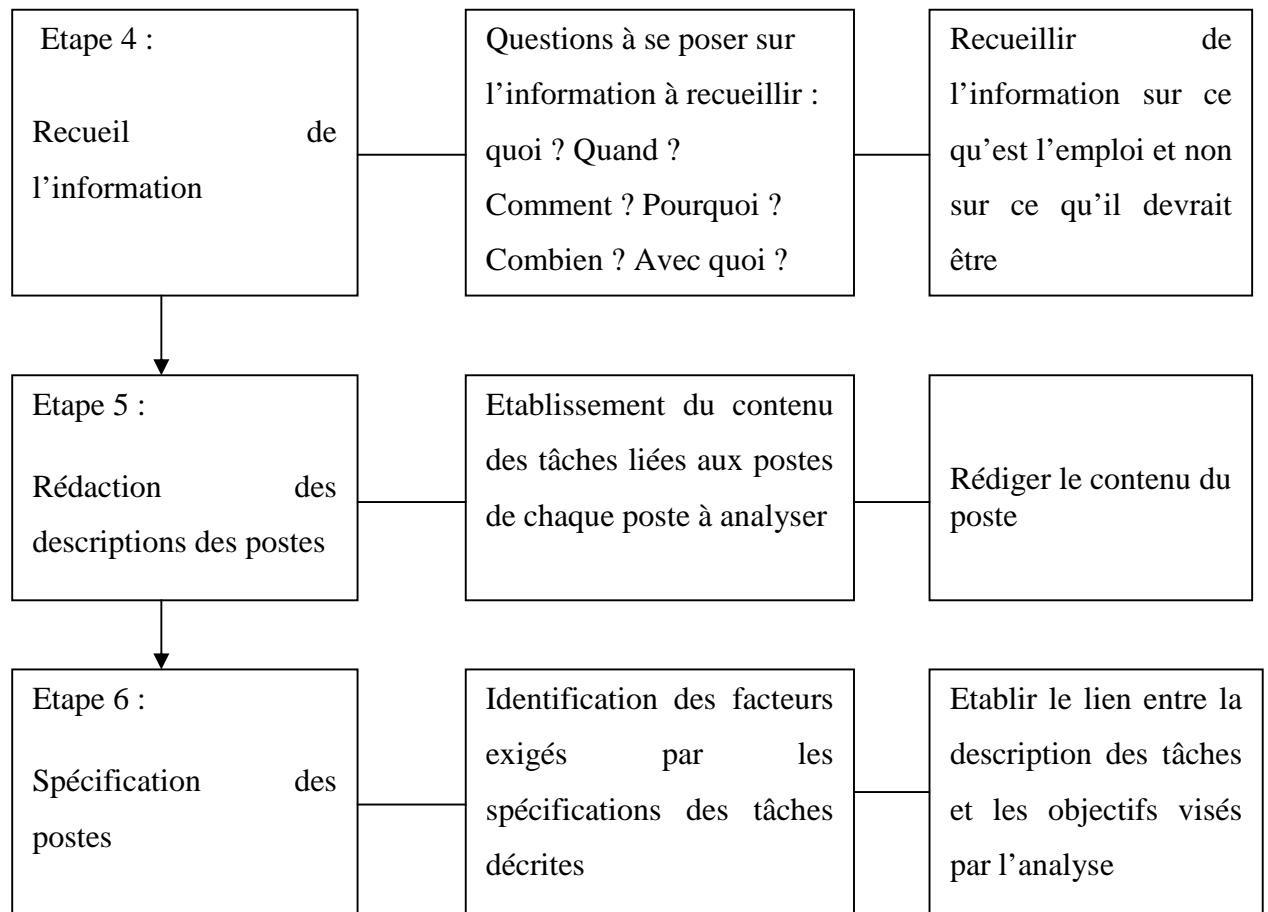 Etape 4 :
Recueil de
l’information
Questions à se poser sur
l’information à recueillir :
quoi ? Quand ?
Comment ? Pourquoi ?
Combien ? Avec quoi ?
Recueillir de
l’information sur ce
qu’est l’emploi et non
sur ce qu’il devrait
être
Etape 5 :
Rédaction des
descriptions des postes
Etablissement du contenu
des tâches liées aux postes
de chaque poste à analyser
Rédiger le contenu du
poste
Etape 6 :
Spécification des
postes
Identification des facteurs
exigés par les
spécifications des tâches
décrites
Etablir le lien entre la
description des tâches
et les objectifs visés
par l’analyse